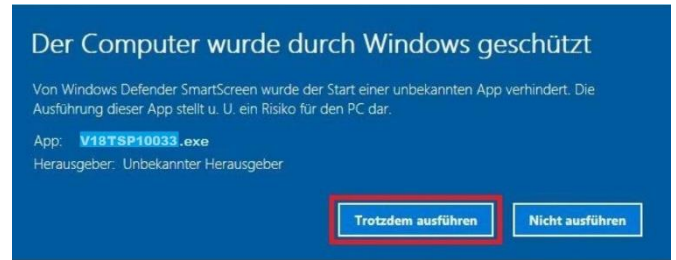 Der Computer wurde durch Windows geschützt
Von Windows Defender SmartScreen wurde der Start einer unbekannten App verhindert. Die
Ausführung dieser App stellt u. U. ein Risiko für den PC dar.
App: V18TSP10033.exe
Herausgeber: Unbekannter Herausgeber
Trotzdem ausführen Nicht ausführen